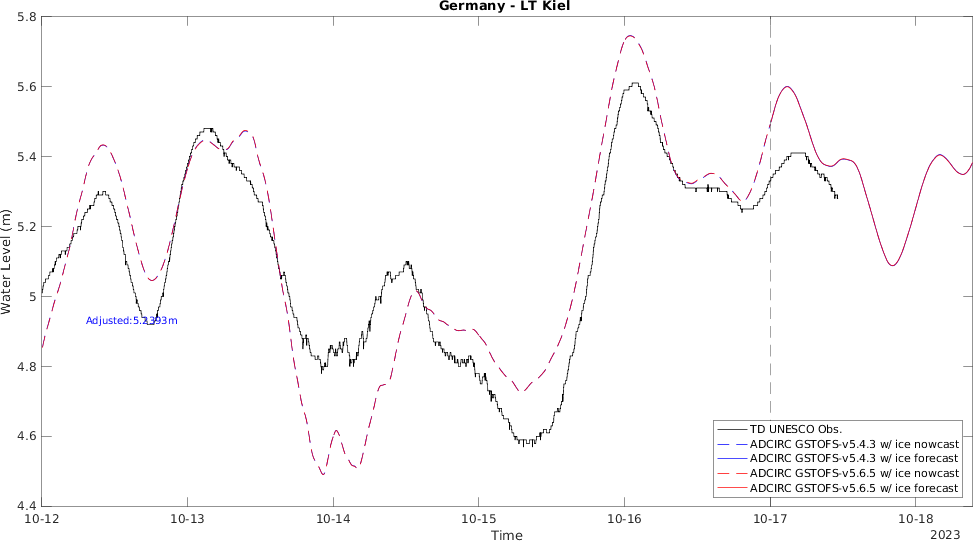 Germany - LT Kiel
5.8
5.6
5.4
5.2
5
4.8
4.6
4.4
Water Level (m)
Adjusted:5.2393m
TD UNESCO Obs.
ADCIRC GSTOFS-v5.4.3 w/ ice nowcast
ADCIRC GSTOFS-v5.4.3 w/ ice forecast
ADCIRC GSTOFS-v5.6.5 w/ ice nowcast
ADCIRC GSTOFS-v5.6.5 w/ ice forecast
10-12 10-13 10-14 10-15 10-16 10-17 10-18
Time
2023